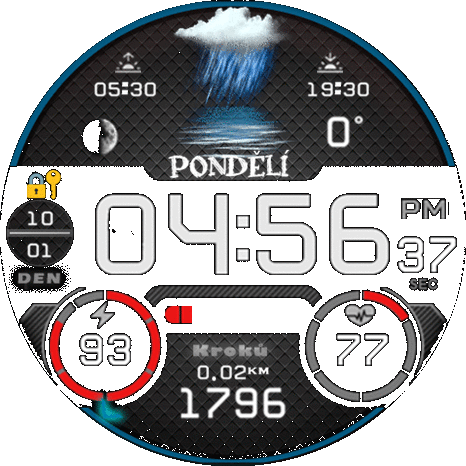 05:30
19:30
0°
PONDĚLÍ
04:56
PM
37
SEC
10
01
DEN
93
77
Kroků
0.02KM
1796